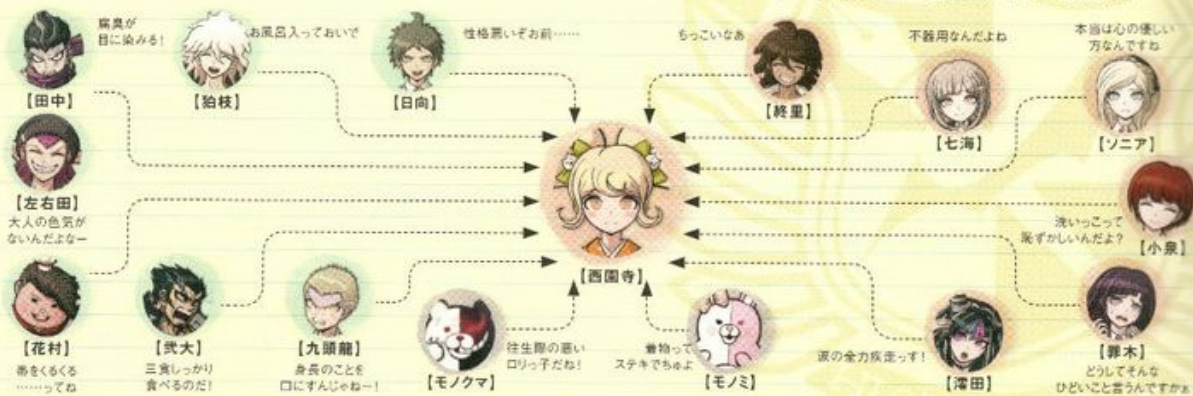 腐臭が
目に染みる！
【田中】
お風呂入っておいで
【狛枝】
性格悪いぞお前……
【日向】
ちっこいなあ
【終里】
不器用なんだよね
【七海】
本当は心の優しい
方なんですね
【ソニア】
【左右田】
大人の色気が
ないんだよなー
【西園寺】
洗いっこって
恥ずかしいんだよ？
【小泉】
【花村】
帯をくるくる
……ってね
【弐大】
三食しっかり
食べるのだ！
【九頭龍】
身長のことを
口にすんじゃねー！
【モノクマ】
往生際の悪い
ロリっ子だね！
【モノミ】
着物って
ステキでちゅよ
【澪田】
涙の全力疾走っす！
【罪木】
どうしてそんな
ひどいこと言うんですかぁ